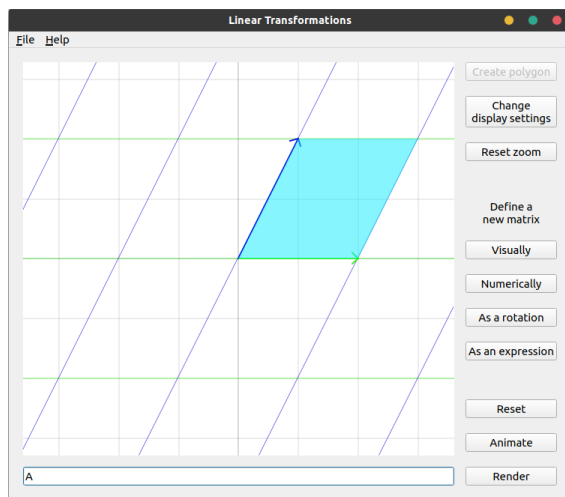 Linear Transformations
File Help
Create polygon
Change
display settings
Reset zoom
Define a
new matrix
Visually
Numerically
As a rotation
As an expression
Reset
Animate
A
Render